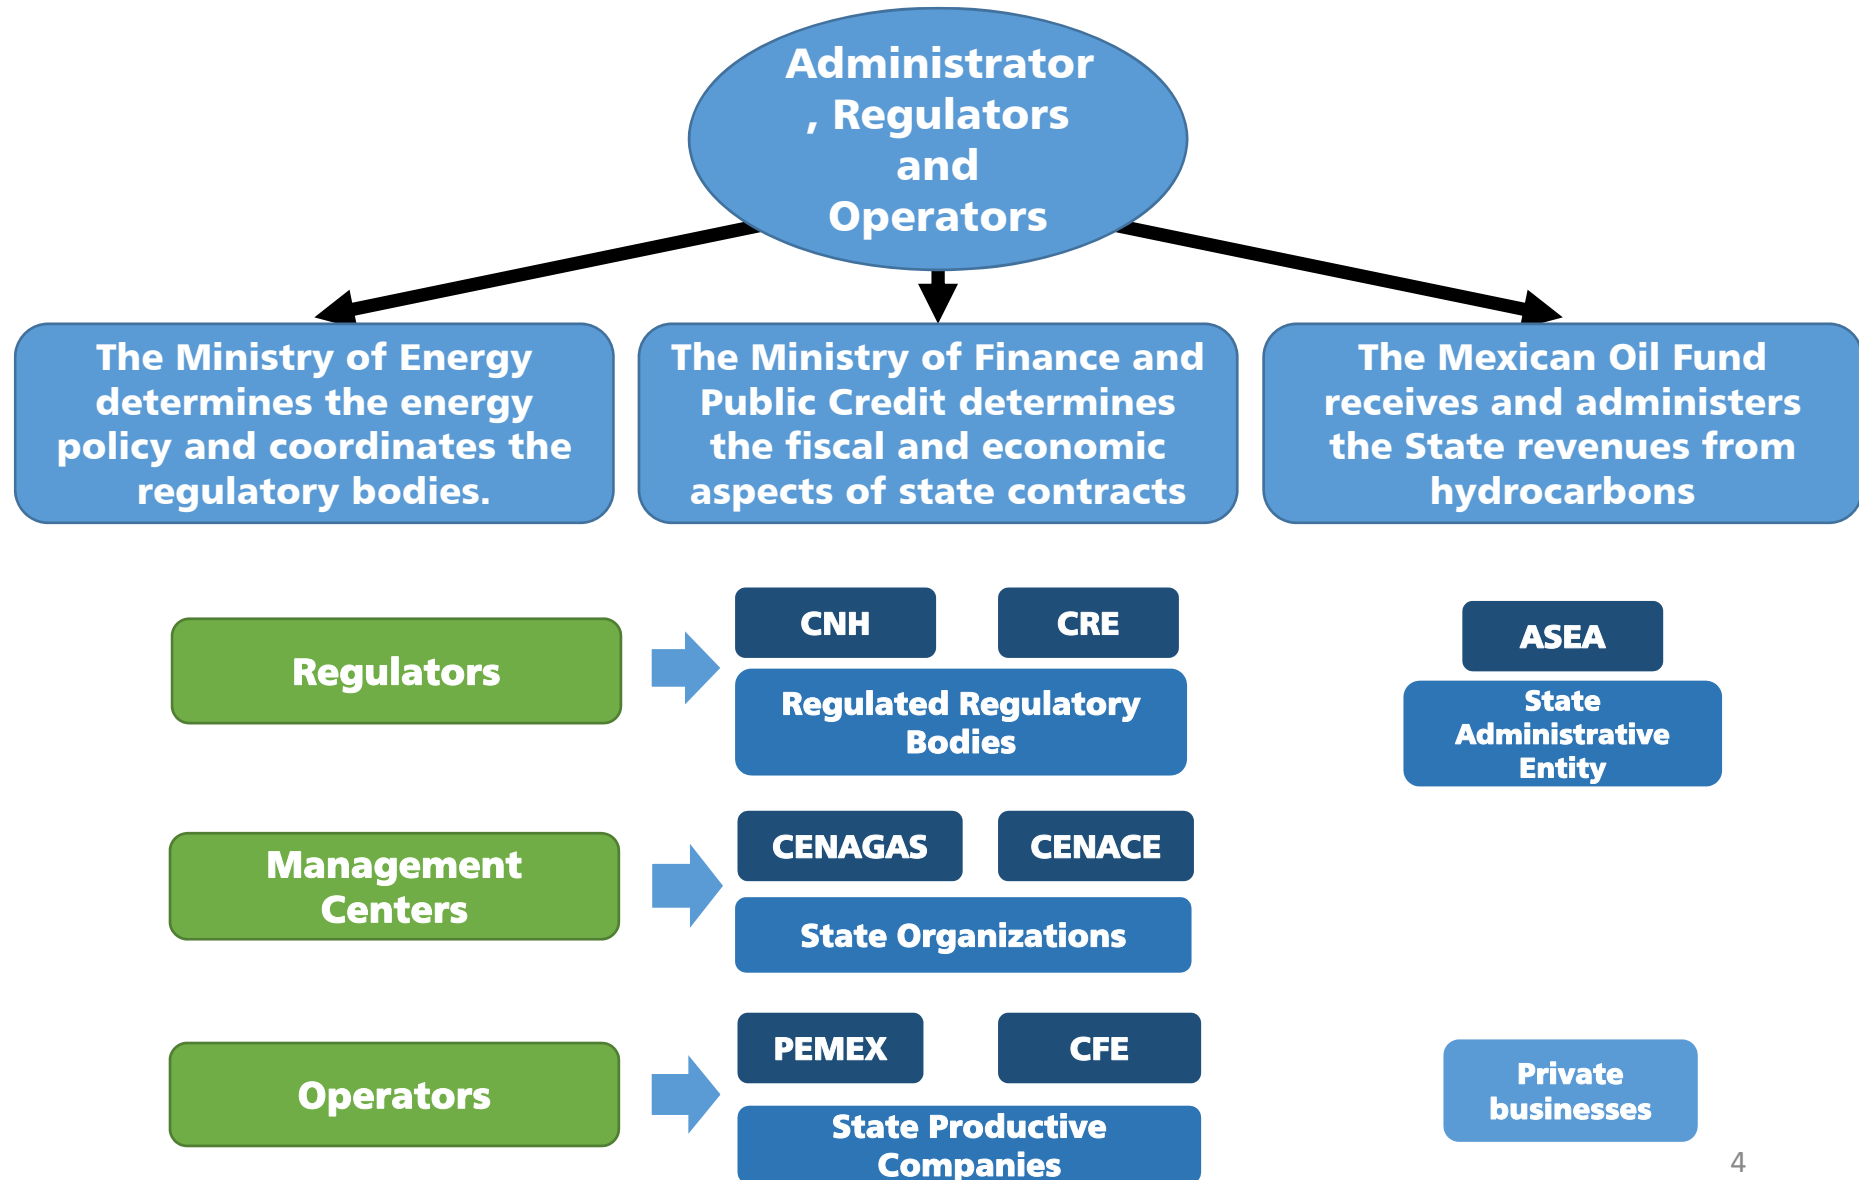 Administrator
, Regulators
and
Operators
The Ministry of Energy
determines the energy
policy and coordinates the
regulatory bodies.
The Ministry of Finance and
Public Credit determines
the fiscal and economic
aspects of state contracts
The Mexican Oil Fund
receives and administers
the State revenues from
hydrocarbons
Regulators
CNH
CRE
Regulated Regulatory
Bodies
ASEA
State
Administrative
Entity
Management
Centers
CENAGAS
CENACE
State Organizations
Operators
PEMEX
CFE
State Productive
Companies
Private
businesses
4